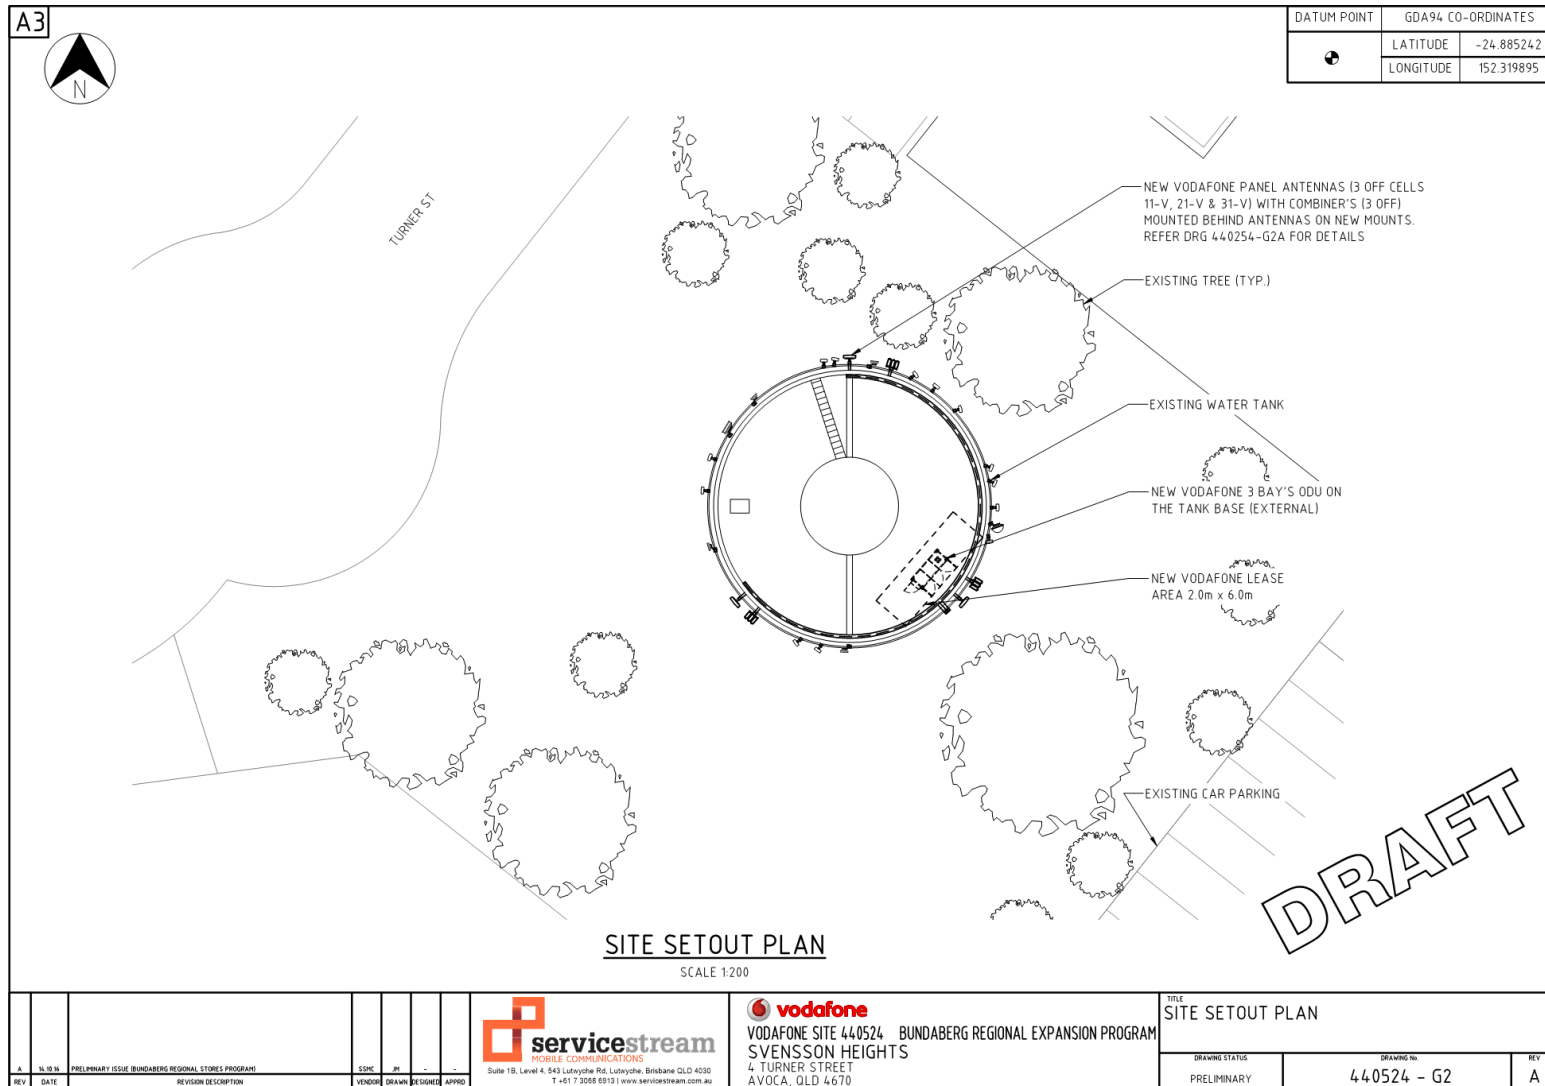 A3
N
DATUM POINT GDA94 CO-ORDINATES
LATITUDE -24.885242
LONGITUDE 152.319895
TURNER ST
NEW VODAFONE PANEL ANTENNAS (3 OFF CELLS
11-V, 21-V & 31-V) WITH COMBINER'S (3 OFF)
MOUNTED BEHIND ANTENNAS ON NEW MOUNTS.
REFER DRG 440254-G2A FOR DETAILS
EXISTING TREE (TYP.)
EXISTING WATER TANK
NEW VODAFONE 3 BAY'S ODU ON
THE TANK BASE (EXTERNAL)
NEW VODAFONE LEASE
AREA 2.0m x 6.0m
EXISTING CAR PARKING
DRAFT
SITE SETOUT PLAN
SCALE 1:200
A 14.10.16 PRELIMINARY ISSUE (BUNDABERG REGIONAL STORES PROGRAM) SSMC JM - -
REV DATE REVISION DESCRIPTION VENDOR DRAWN DESIGNED APPRD
servicestream
MOBILE COMMUNICATIONS
Suite 1B, Level 4, 543 Lutwyche Rd, Lutwyche, Brisbane QLD 4030
T +61 7 3068 6913 | www.servicestream.com.au
vodafone
VODAFONE SITE 440524 BUNDABERG REGIONAL EXPANSION PROGRAM
SVENSSON HEIGHTS
4 TURNER STREET
AVOCA, QLD 4670
TITLE
SITE SETOUT PLAN
DRAWING STATUS DRAWING No. REV
PRELIMINARY 440524 - G2 A